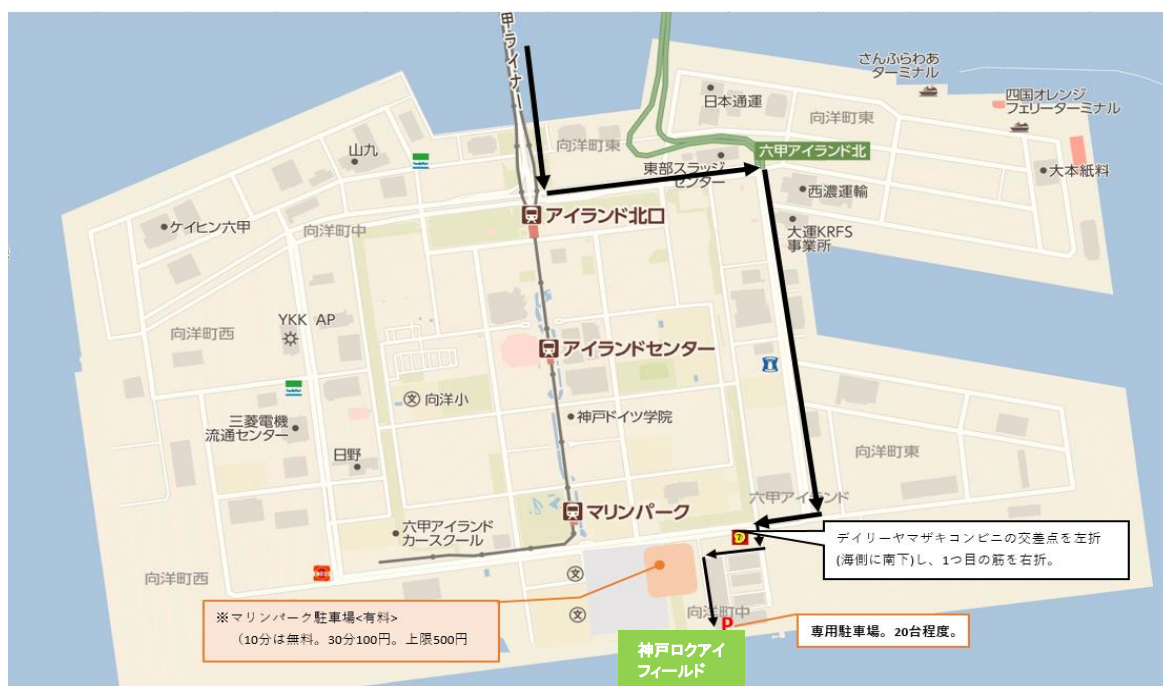 甲ライナー
さんふらわあ
ターミナル
日本通運
四国オレンジ
フェリーターミナル
向洋町東
向洋町東
山九
六甲アイランド北
東部スラッジ
センター
大本紙料
西濃運輸
アイランド北口
ケイヒン六甲
向洋町中
大運KRFS
事業所
YKK AP
向洋町西
アイランドセンター
文 向洋小
神戸ドイツ学院
三菱電機
流通センター
日野
向洋町東
六甲アイランド
マリンパーク
六甲アイランド
カースクール
デイリーヤマザキコンビニの交差点を左折
(海側に南下)し、1つ目の筋を右折。
向洋町西
文
ENEOS
※マリンパーク駐車場<有料>
（10分は無料。30分100円。上限500円
文
向洋町中
P
専用駐車場。20台程度。
神戸ロクアイ
フィールド